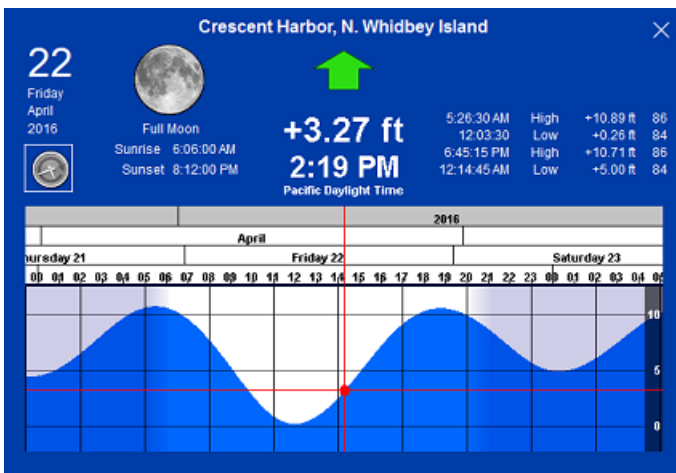 Crescent Harbor, N. Whidbey Island
22
Friday
April
2016
Full Moon
Sunrise 6:06:00 AM
Sunset 8:12:00 PM
+3.27 ft
2:19 PM
Pacific Daylight Time
5:26:30 AM High +10.89 ft 86
12:03:30 Low +0.26 ft 84
6:45:15 PM High +10.71 ft 86
12:14:45 AM Low +5.00 ft 84
2016
April
ursday 21 Friday 22 Saturday 23
00 01 02 03 04 05 06 07 08 09 10 11 12 13 14 15 16 17 18 19 20 21 22 23 00 01 02 03 04 05
10
5
0